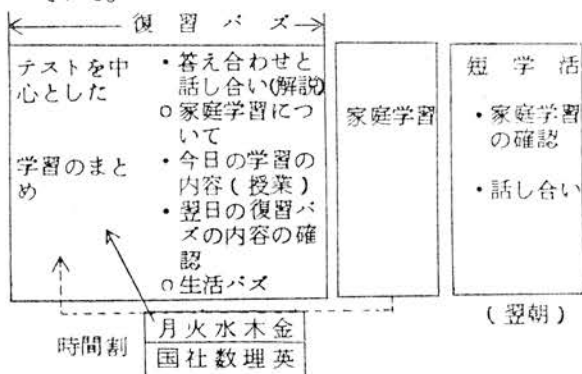 復習バズ
テストを中
心とした
学習のまと
め
・答え合わせと
話し合い(解説)
○家庭学習につ
いて
・今日の学習の
内容(授業)
・翌日の復習バ
ズの内容の確
認
○生活バズ
家庭学習
短学活
・家庭学習
の確認
・話し合い
(翌朝)
時間割
月火水木金
国社数理英